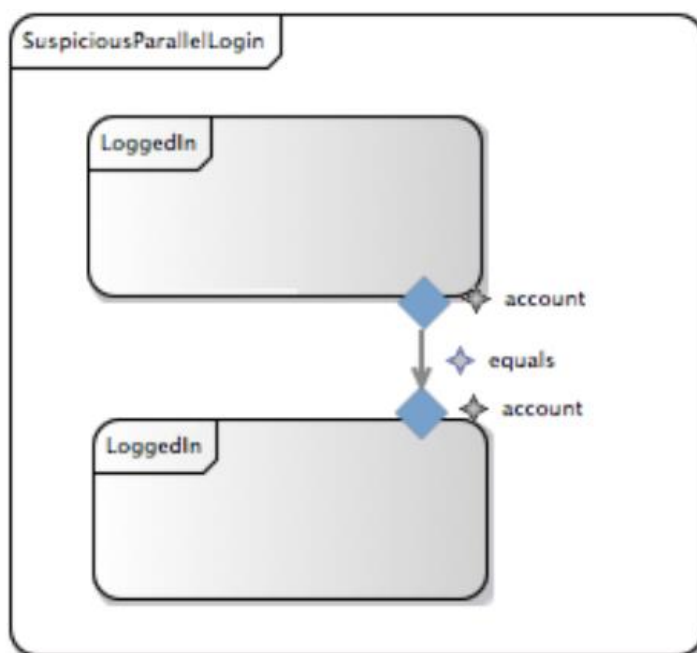 SuspiciousParallelLogin
LoggedIn
account
equals
account
LoggedIn